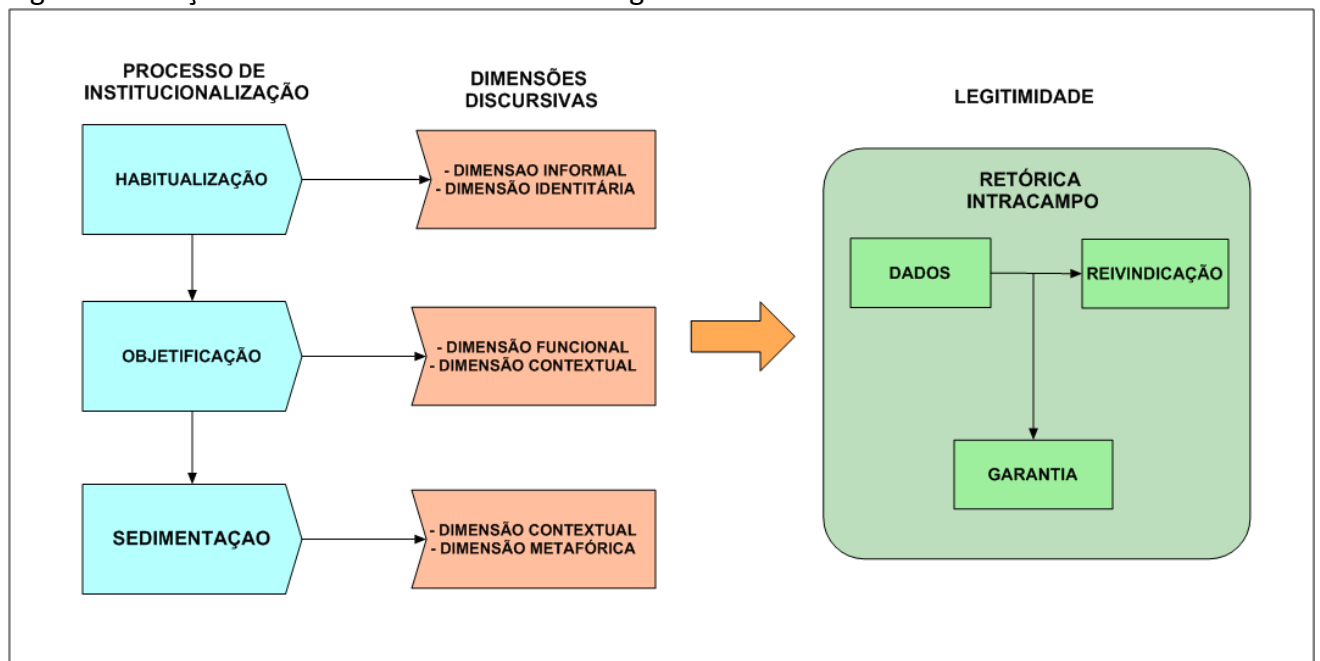 PROCESSO DE
INSTITUCIONALIZAÇÃO
DIMENSÕES
DISCURSIVAS
LEGITIMIDADE
HABITUALIZAÇÃO
- DIMENSAO INFORMAL
- DIMENSÃO IDENTITÁRIA
RETÓRICA
INTRACAMPO
DADOS
REIVINDICAÇÃO
OBJETIFICAÇÃO
- DIMENSÃO FUNCIONAL
- DIMENSÃO CONTEXTUAL
GARANTIA
SEDIMENTAÇAO
- DIMENSÃO CONTEXTUAL
- DIMENSÃO METAFÓRICA